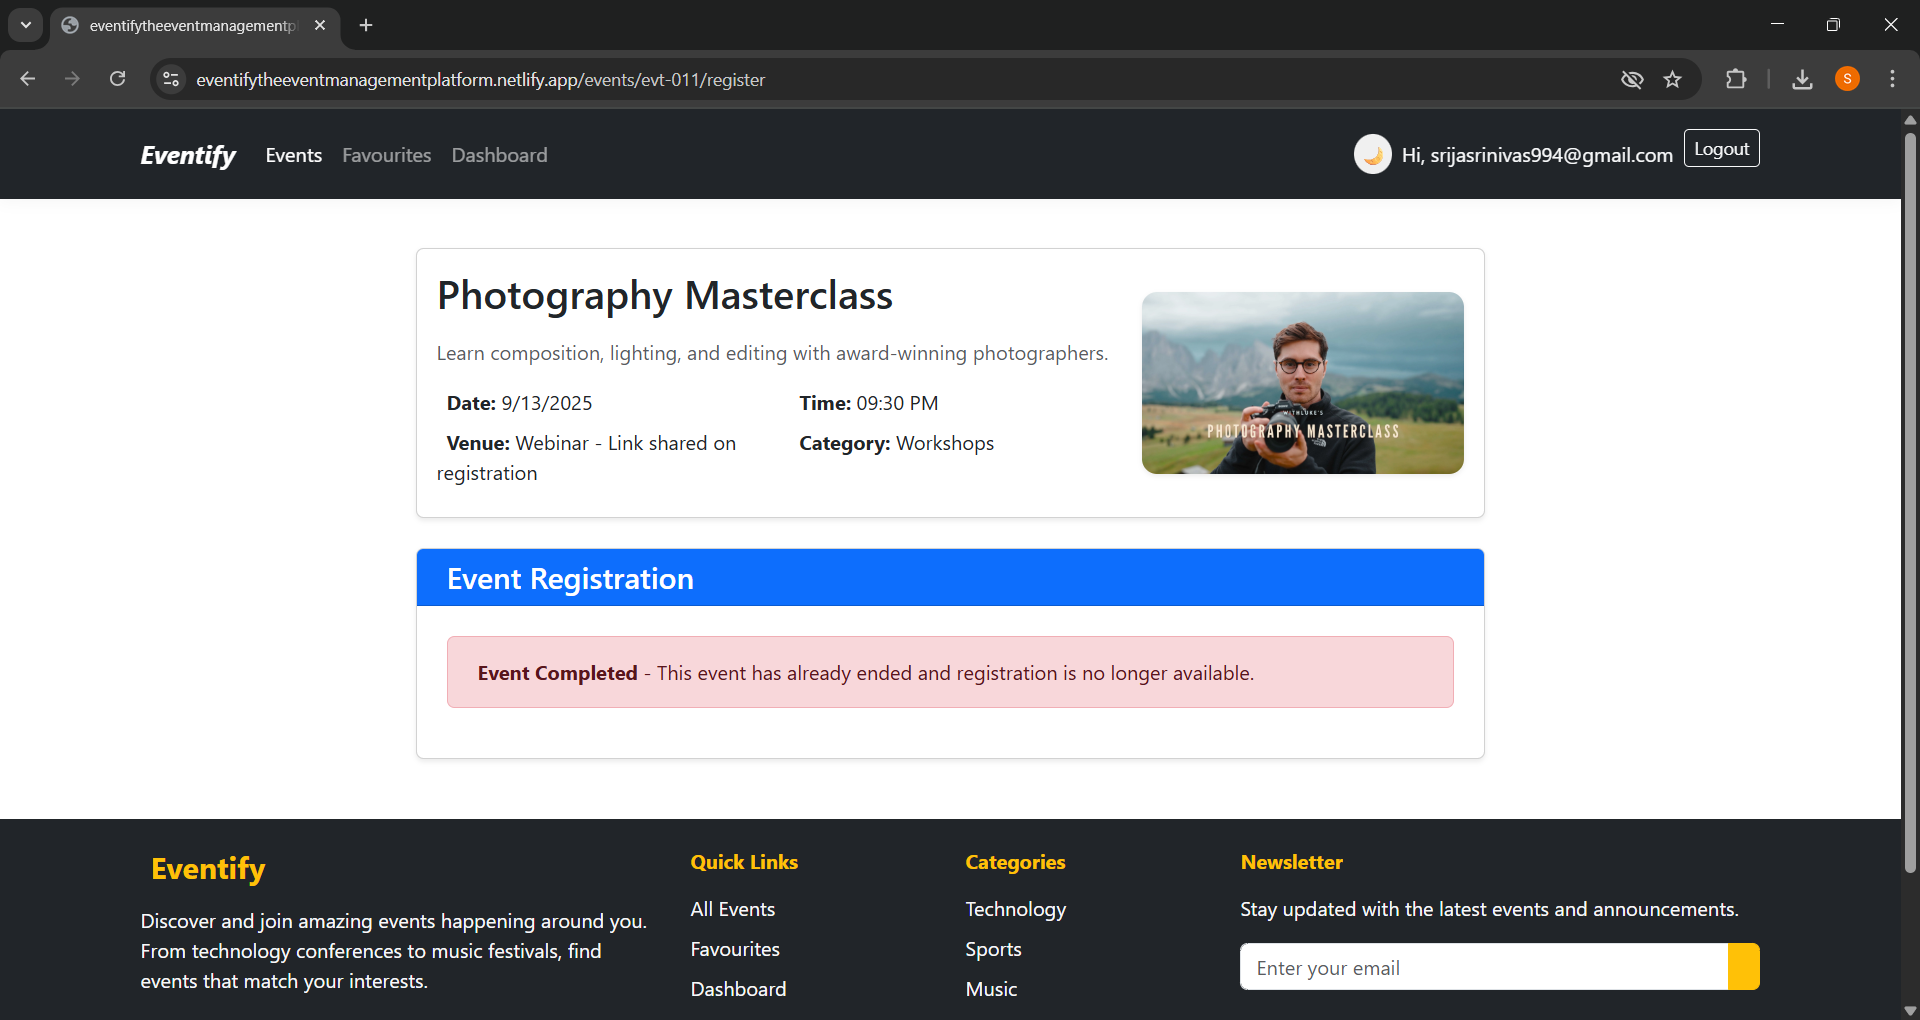 eventifytheeventmanagementp
eventifytheeventmanagementplatform.netlify.app/events/evt-011/register
S
Eventify Events Favourites Dashboard
Hi, srijasrinivas994@gmail.com Logout
Photography Masterclass
Learn composition, lighting, and editing with award-winning photographers.
Date: 9/13/2025 Time: 09:30 PM
Venue: Webinar - Link shared on
registration
Category: Workshops
WITHLUKE'S
PHOTOGRAPHY MASTERCLASS
Event Registration
Event Completed - This event has already ended and registration is no longer available.
Eventify
Discover and join amazing events happening around you.
From technology conferences to music festivals, find
events that match your interests.
Quick Links
All Events
Favourites
Dashboard
Categories
Technology
Sports
Music
Newsletter
Stay updated with the latest events and announcements.
Enter your email